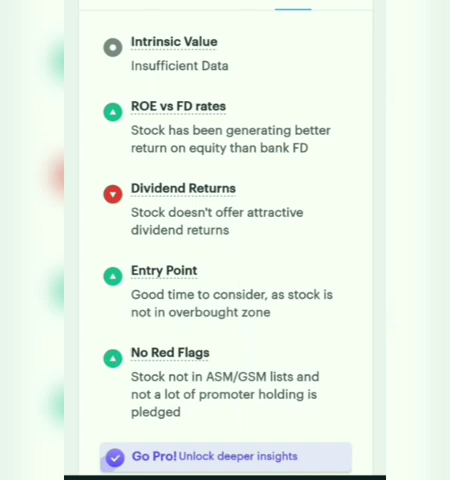 Intrinsic Value
Insufficient Data
ROE vs FD rates
Stock has been generating better
return on equity than bank FD
Dividend Returns
Stock doesn't offer attractive
dividend returns
Entry Point
Good time to consider, as stock is
not in overbought zone
No Red Flags
Stock not in ASM/GSM lists and
not a lot of promoter holding is
pledged
Go Pro! Unlock deeper insights